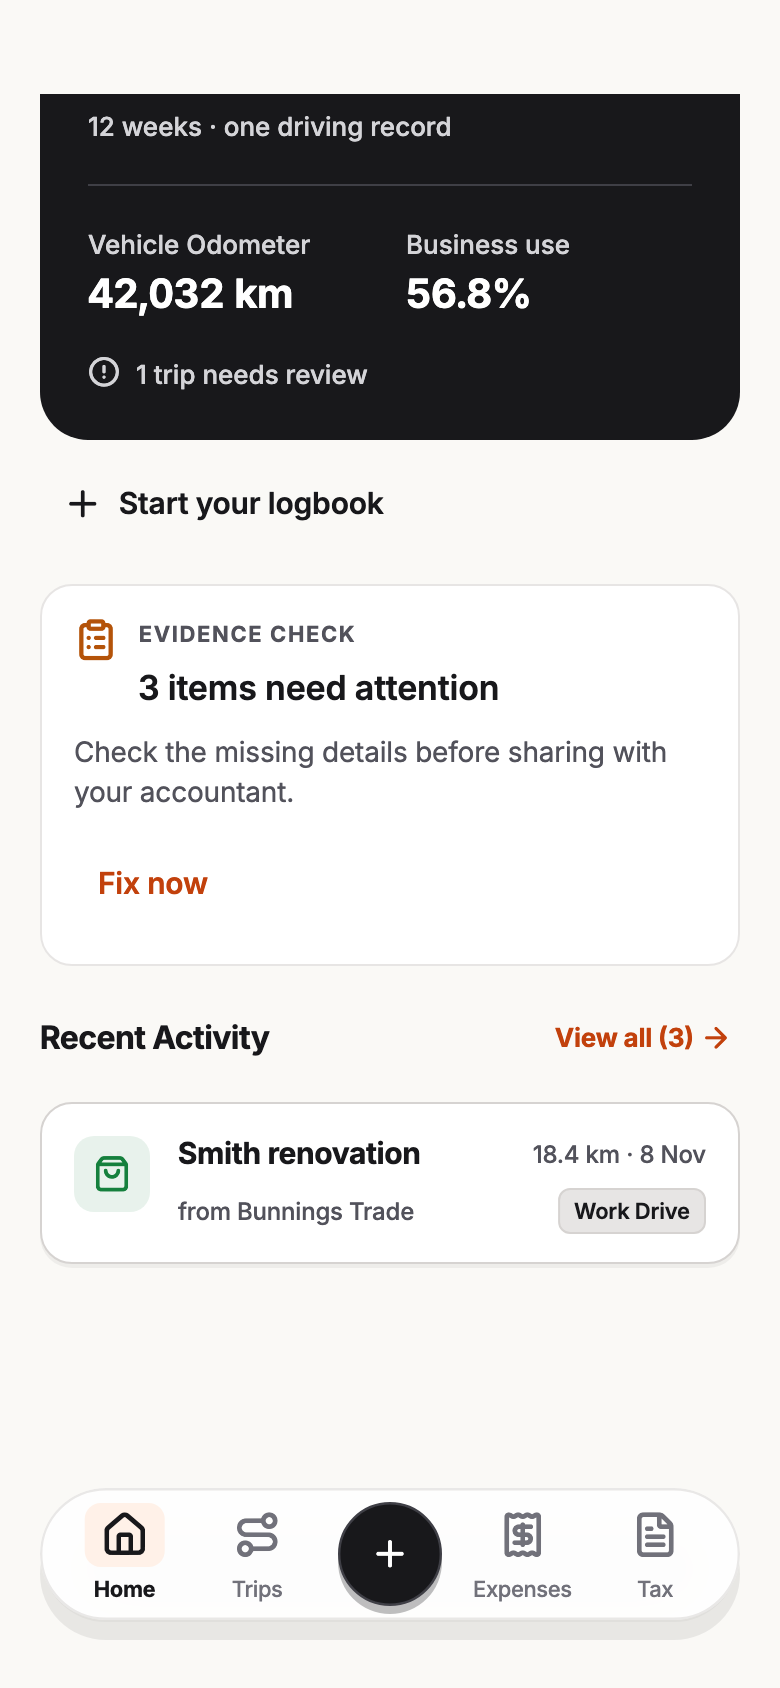 12 weeks · one driving record
Vehicle Odometer
42,032 km
Business use
56.8%
1 trip needs review
Start your logbook
EVIDENCE CHECK
3 items need attention
Check the missing details before sharing with
your accountant.
Fix now
Recent Activity
View all (3)
Smith renovation
18.4 km · 8 Nov
from Bunnings Trade
Work Drive
Home
Trips
Expenses
Tax